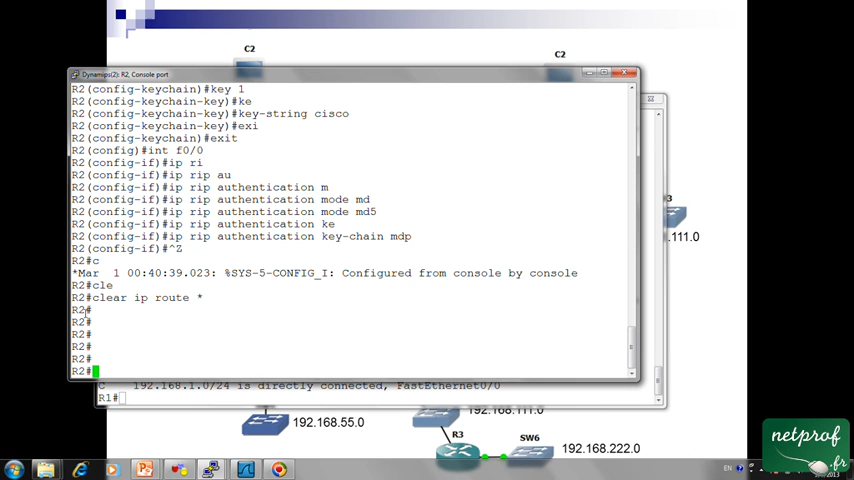 C2
C2
Dynamips(2): R2, Console port
R2(config-keychain)#key 1
R2(config-keychain-key)#ke
R2(config-keychain-key)#key-string cisco
R2(config-keychain-key)#exi
R2(config-keychain)#exit
R2(config)#int f0/0
R2(config-if)#ip ri
R2(config-if)#ip rip au
R2(config-if)#ip rip authentication m
R2(config-if)#ip rip authentication mode md
R2(config-if)#ip rip authentication mode md5
R2(config-if)#ip rip authentication ke
R2(config-if)#ip rip authentication key-chain mdp
R2(config-if)#^Z
R2#c
*Mar  1 00:40:39.023: %SYS-5-CONFIG_I: Configured from console by console
R2#cle
R2#clear ip route *
R2#
R2#
R2#
R2#
R2#
R2#
3
.111.0
C    192.168.1.0/24 is directly connected, FastEthernet0/0
R1#
192.168.55.0
192.168.111.0
R3
SW6
192.168.222.0
netprof
.fr
EN